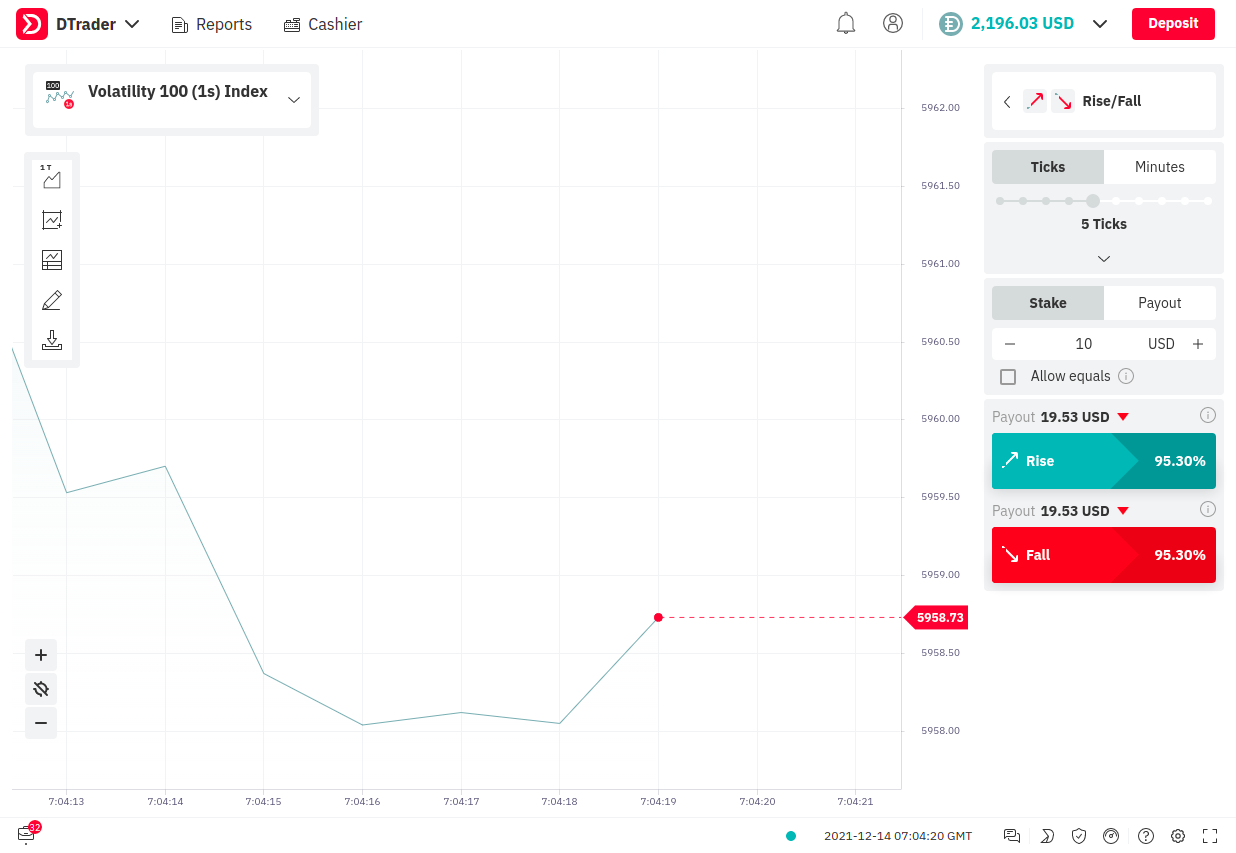 DTrader
Reports
Cashier
2,196.03 USD
Deposit
100
1s
Volatility 100 (1s) Index
1 T
5962.00
5961.50
5961.00
5960.50
5960.00
5959.50
5959.00
5958.73
5958.50
5958.00
7:04:13
7:04:14
7:04:15
7:04:16
7:04:17
7:04:18
7:04:19
7:04:20
7:04:21
Rise/Fall
Ticks
Minutes
5 Ticks
Stake
Payout
10
USD
Allow equals
Payout 19.53 USD
Rise
95.30%
Payout 19.53 USD
Fall
95.30%
32
2021-12-14 07:04:20 GMT